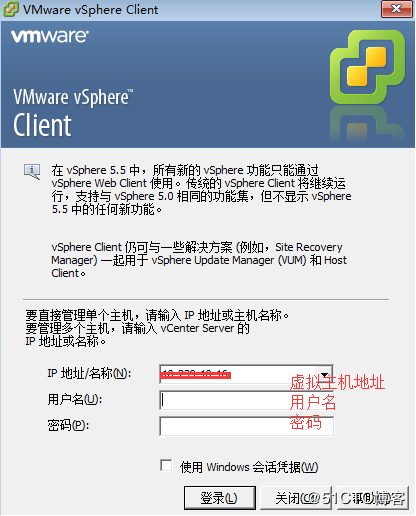 VMware vSphere Client
vmware
VMware vSphere™
Client
在 vSphere 5.5 中，所有新的 vSphere 功能只能通过
vSphere Web Client 使用。传统的 vSphere Client 将继续运
行，支持与 vSphere 5.0 相同的功能集，但不显示 vSphere
5.5 中的任何新功能。
vSphere Client 仍可与一些解决方案 (例如，Site Recovery
Manager) 一起用于 vSphere Update Manager (VUM) 和 Host
Client。
要直接管理单个主机，请输入 IP 地址或主机名称。
要管理多个主机，请输入 vCenter Server 的
IP 地址或名称。
IP 地址/名称(N):
虚拟主机地址
用户名(U):
用户名
密码(P):
密码
使用 Windows 会话凭据(W)
登录(L) 关闭(C) 帮助(H)
@51CTO博客